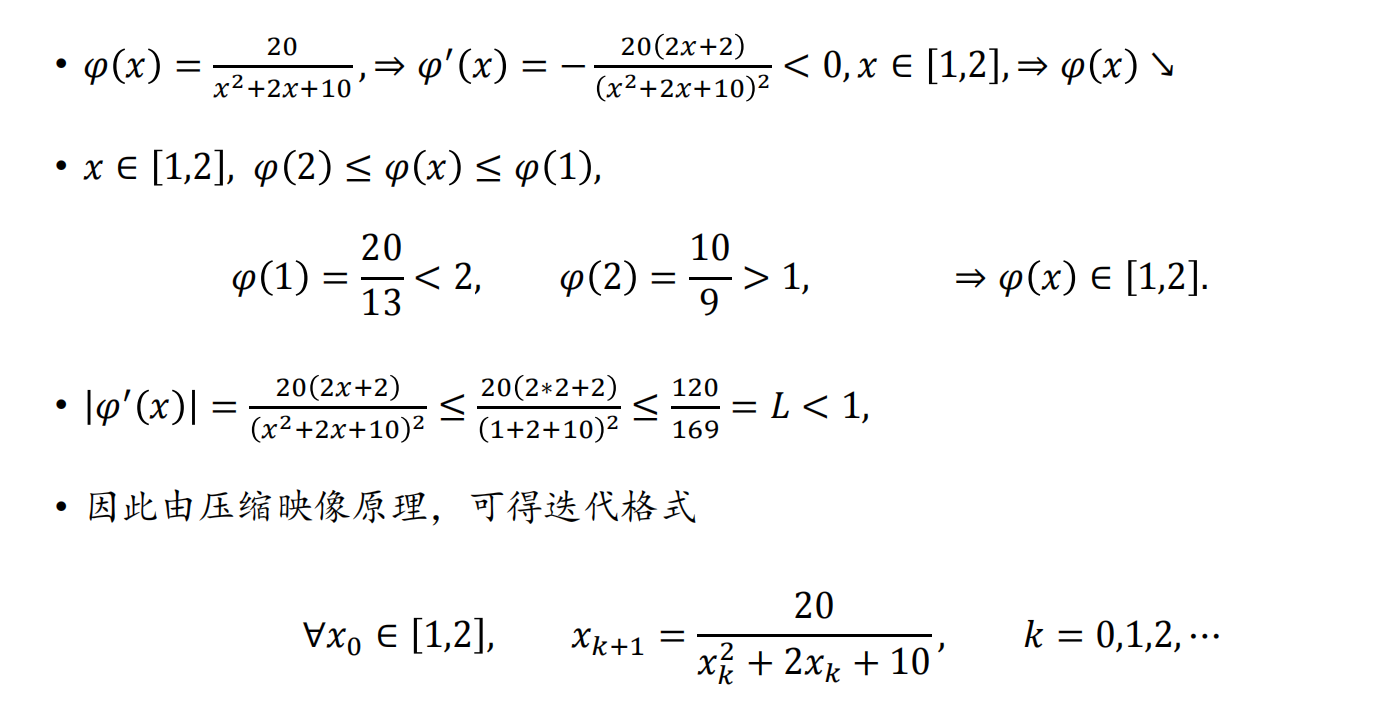 • φ(x) = 20/(x²+2x+10), ⇒ φ′(x) = − 20(2x+2)/(x²+2x+10)² < 0, x ∈ [1,2], ⇒ φ(x) ↘
• x ∈ [1,2], φ(2) ≤ φ(x) ≤ φ(1),
φ(1) = 20/13 < 2, φ(2) = 10/9 > 1, ⇒ φ(x) ∈ [1,2].
• |φ′(x)| = 20(2x+2)/(x²+2x+10)² ≤ 20(2*2+2)/(1+2+10)² ≤ 120/169 = L < 1,
• 因此由压缩映像原理，可得迭代格式
∀x₀ ∈ [1,2], xₖ₊₁ = 20/(xₖ² + 2xₖ + 10), k = 0,1,2,⋯